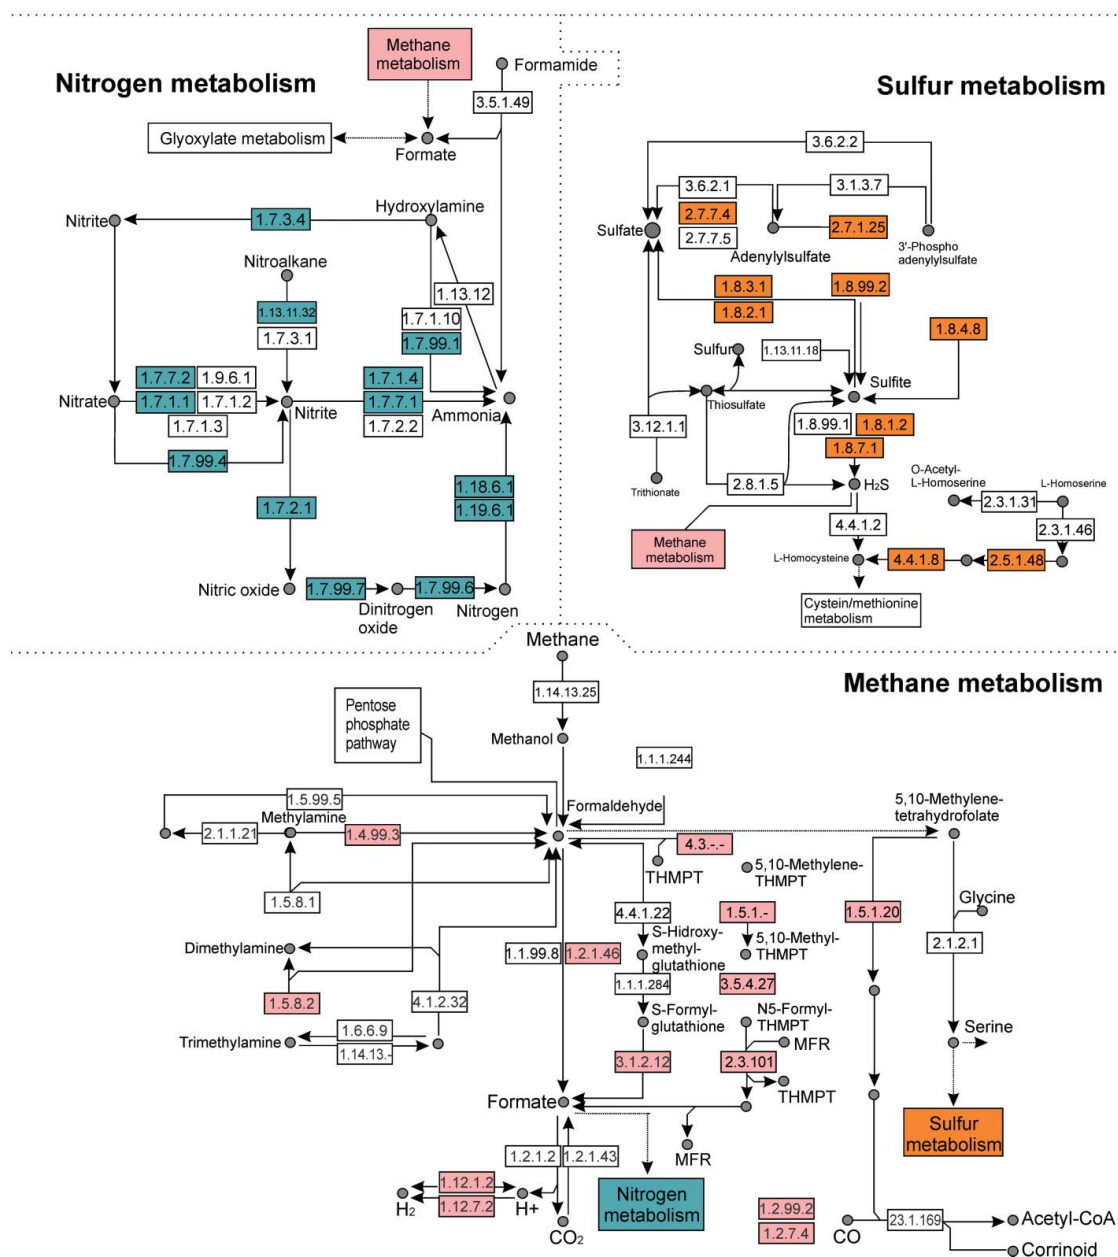 Nitrogen metabolism
Methane
metabolism
Formamide
3.5.1.49
Glyoxylate metabolism
Formate
Nitrite
1.7.3.4
Hydroxylamine
Nitroalkane
1.13.12
1.13.11.32
1.7.1.10
1.7.3.1
1.7.99.1
1.7.7.2
1.9.6.1
1.7.1.4
Nitrate
1.7.1.1
1.7.1.2
Nitrite
1.7.7.1
Ammonia
1.7.1.3
1.7.2.2
1.7.99.4
1.7.2.1
1.18.6.1
1.19.6.1
Nitric oxide
1.7.99.7
Dinitrogen
oxide
1.7.99.6
Nitrogen
Sulfur metabolism
3.6.2.2
3.6.2.1
3.1.3.7
2.7.7.4
Sulfate
2.7.7.5
2.7.1.25
Adenylylsulfate
3'-Phospho
adenylylsulfate
1.8.3.1
1.8.99.2
1.8.2.1
1.8.4.8
Sulfur
1.13.11.18
Sulfite
Thiosulfate
3.12.1.1
1.8.99.1
1.8.1.2
1.8.7.1
Trithionate
2.8.1.5
H2S
O-Acetyl-
L-Homoserine
L-Homoserine
2.3.1.31
4.4.1.2
2.3.1.46
Methane
metabolism
L-Homocysteine
4.4.1.8
2.5.1.48
Cystein/methionine
metabolism
Methane
Methane metabolism
1.14.13.25
Pentose
phosphate
pathway
Methanol
1.1.1.244
1.5.99.5
Formaldehyde
5,10-Methylene-
tetrahydrofolate
Methylamine
2.1.1.21
1.4.99.3
4.3.-.-
THMPT
5,10-Methylene-
THMPT
1.5.8.1
Glycine
4.4.1.22
1.5.1.-
1.5.1.20
Dimethylamine
S-Hidroxy-
methyl-
glutathione
5,10-Methyl-
THMPT
2.1.2.1
1.1.99.8
1.2.1.46
1.5.8.2
4.1.2.32
1.1.1.284
3.5.4.27
S-Formyl-
glutathione
N5-Formyl-
THMPT
Trimethylamine
1.6.6.9
1.14.13.-
MFR
Serine
3.1.2.12
2.3.101
THMPT
Formate
Sulfur
metabolism
MFR
1.2.1.2
1.2.1.43
1.12.1.2
H2
1.12.7.2
H+
CO2
Nitrogen
metabolism
1.2.99.2
1.2.7.4
CO
23.1.169
Acetyl-CoA
Corrinoid